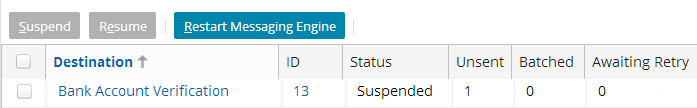 Suspend Resume Restart Messaging Engine
Destination ID Status Unsent Batched Awaiting Retry
Bank Account Verification 13 Suspended 1 0 0